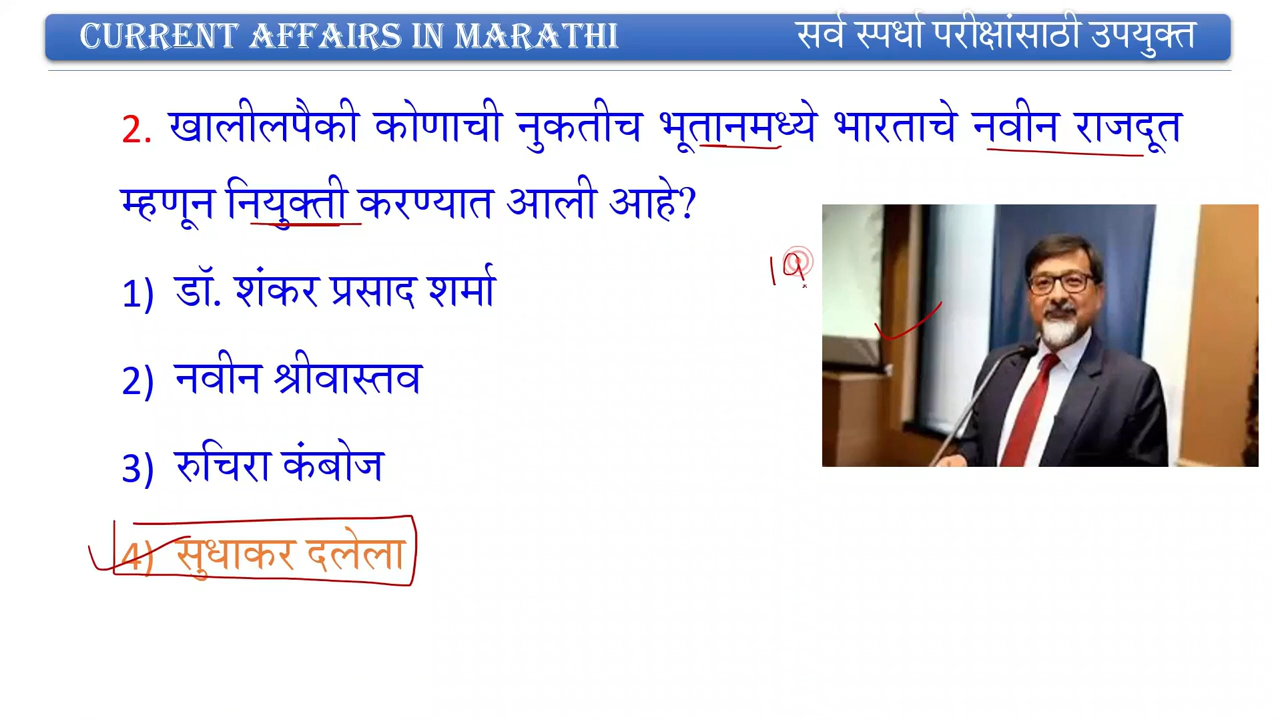 CURRENT AFFAIRS IN MARATHI
सर्व स्पर्धा परीक्षांसाठी उपयुक्त
2. खालीलपैकी कोणाची नुकतीच भूतानमध्ये भारताचे नवीन राजदूत
म्हणून नियुक्ती करण्यात आली आहे?
19
1) डॉ. शंकर प्रसाद शर्मा
2) नवीन श्रीवास्तव
3) रुचिरा कंबोज
4) सुधाकर दलेला